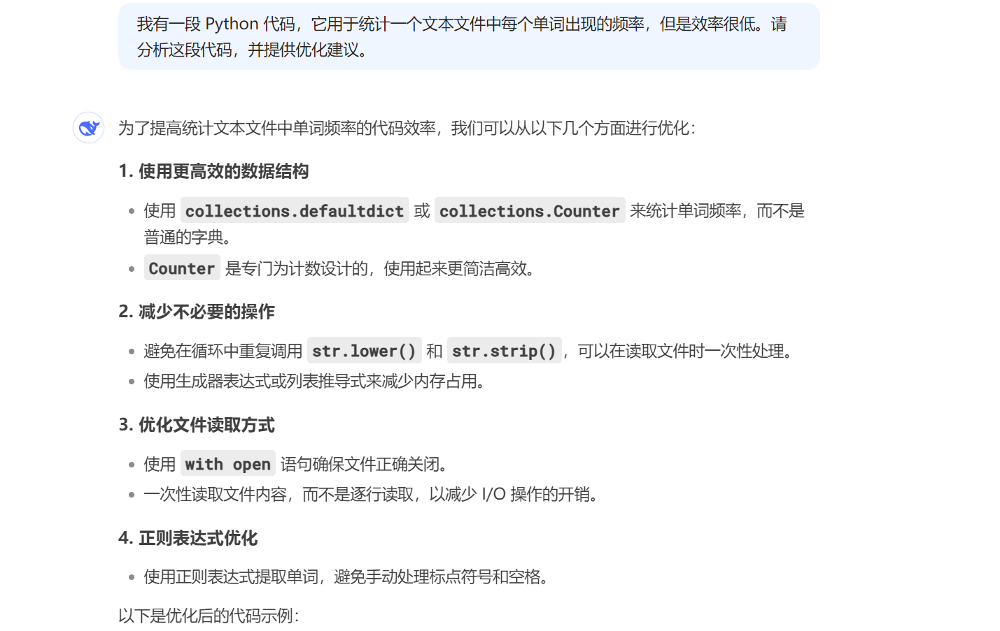 我有一段 Python 代码，它用于统计一个文本文件中每个单词出现的频率，但是效率很低。请
分析这段代码，并提供优化建议。
为了提高统计文本文件中单词频率的代码效率，我们可以从以下几个方面进行优化：
1. 使用更高效的数据结构
• 使用 collections.defaultdict 或 collections.Counter 来统计单词频率，而不是
普通的字典。
• Counter 是专门为计数设计的，使用起来更简洁高效。
2. 减少不必要的操作
• 避免在循环中重复调用 str.lower() 和 str.strip()，可以在读取文件时一次性处理。
• 使用生成器表达式或列表推导式来减少内存占用。
3. 优化文件读取方式
• 使用 with open 语句确保文件正确关闭。
• 一次性读取文件内容，而不是逐行读取，以减少 I/O 操作的开销。
4. 正则表达式优化
• 使用正则表达式提取单词，避免手动处理标点符号和空格。
以下是优化后的代码示例：